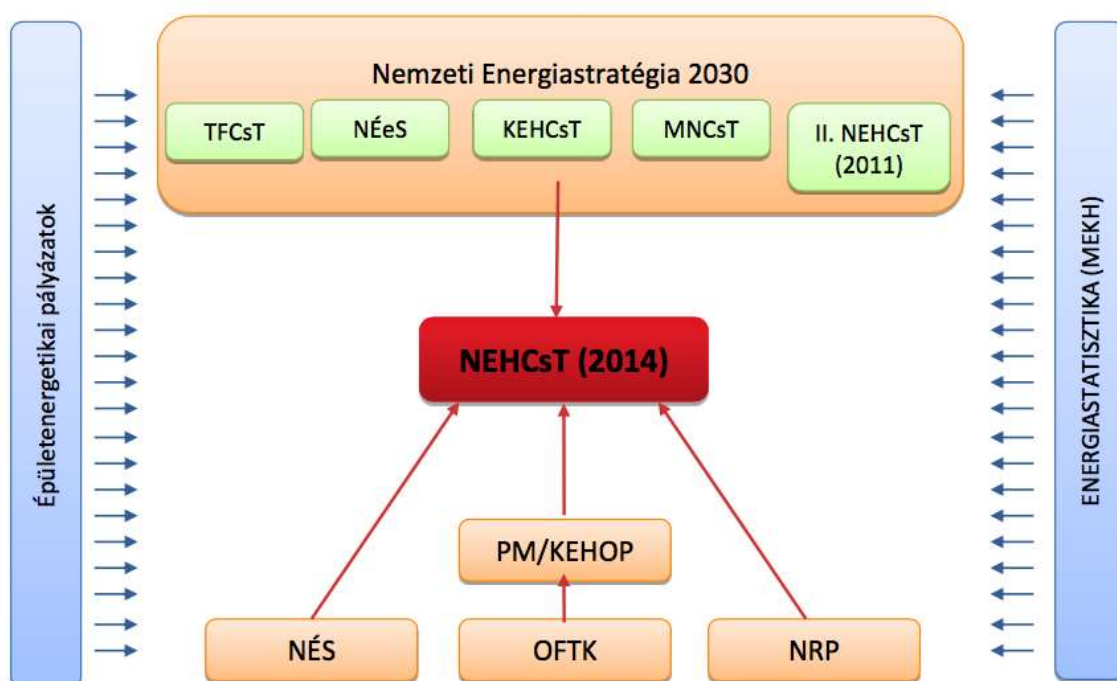 Nemzeti Energiastratégia 2030
TFCsT
NÉeS
KEHCsT
MNCsT
II. NEHCsT
(2011)
Épületenergetikai pályázatok
ENERGIASTATISZTIKA (MEKH)
NEHCsT (2014)
PM/KEHOP
NÉS
OFTK
NRP